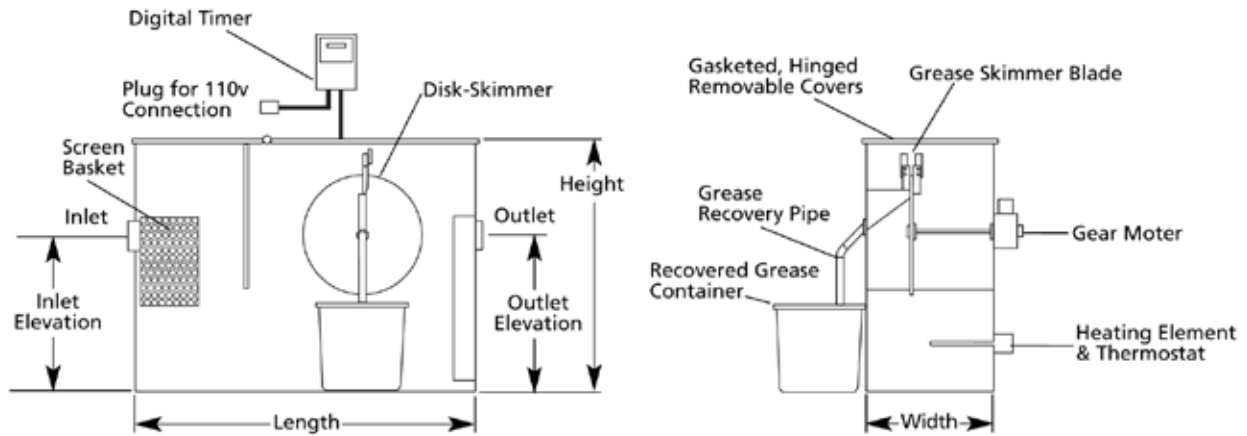 Digital Timer
Plug for 110v
Connection
Disk-Skimmer
Screen
Basket
Inlet
Inlet
Elevation
Height
Outlet
Outlet
Elevation
Length
Gasketed, Hinged
Removable Covers
Grease Skimmer Blade
Grease
Recovery Pipe
Gear Moter
Recovered Grease
Container
Heating Element
& Thermostat
Width